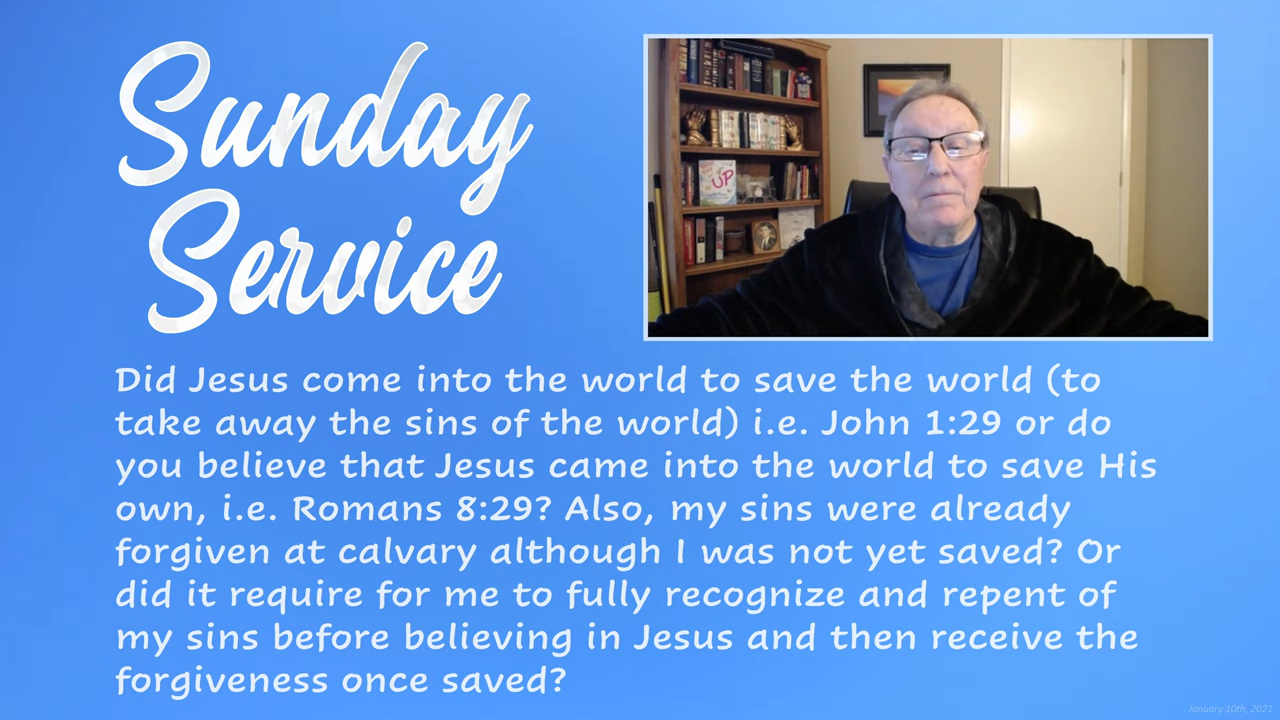 Sunday
Service
UP
Did Jesus come into the world to save the world (to
take away the sins of the world) i.e. John 1:29 or do
you believe that Jesus came into the world to save His
own, i.e. Romans 8:29? Also, my sins were already
forgiven at calvary although I was not yet saved? Or
did it require for me to fully recognize and repent of
my sins before believing in Jesus and then receive the
forgiveness once saved?
January 10th, 2021